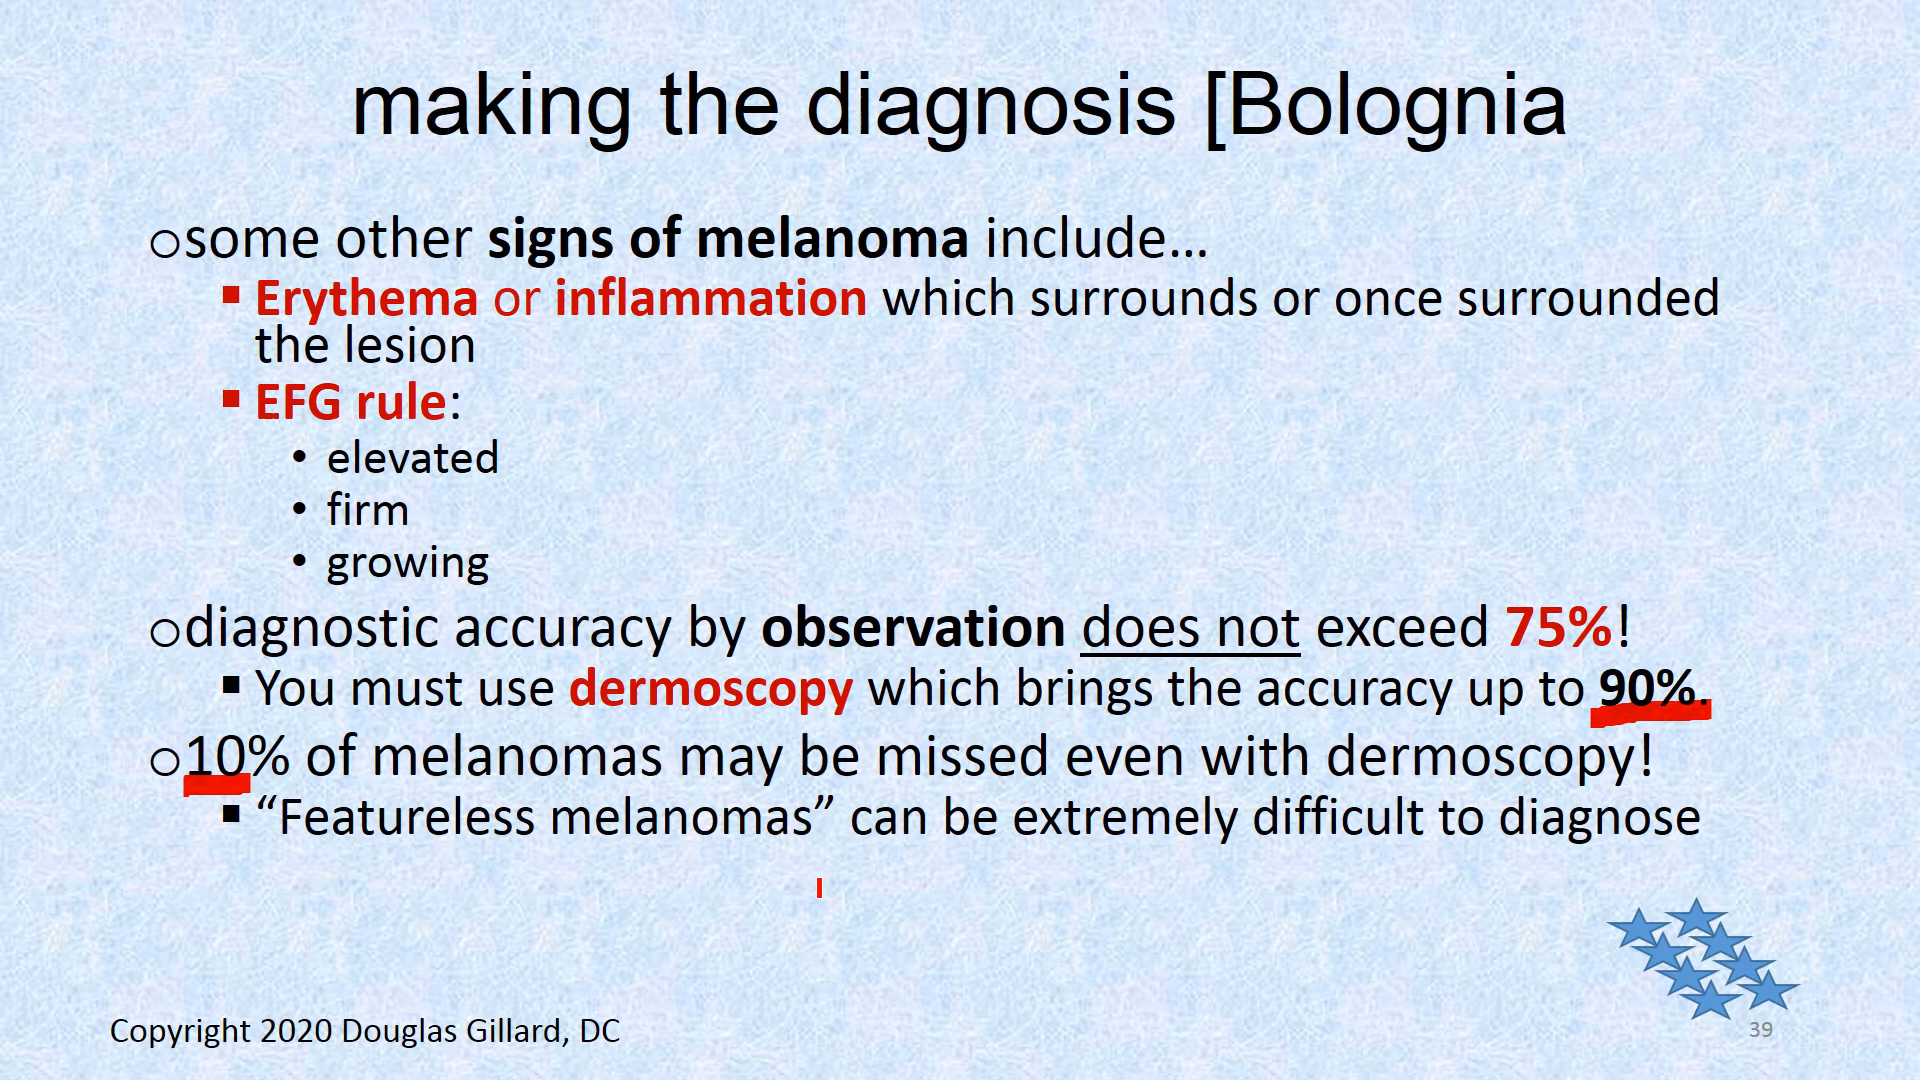 making the diagnosis [Bolognia
some other signs of melanoma include…
Erythema or inflammation which surrounds or once surrounded
the lesion
EFG rule:
• elevated
• firm
• growing
diagnostic accuracy by observation does not exceed 75%!
You must use dermoscopy which brings the accuracy up to 90%.
10% of melanomas may be missed even with dermoscopy!
“Featureless melanomas” can be extremely difficult to diagnose
Copyright 2020 Douglas Gillard, DC
39